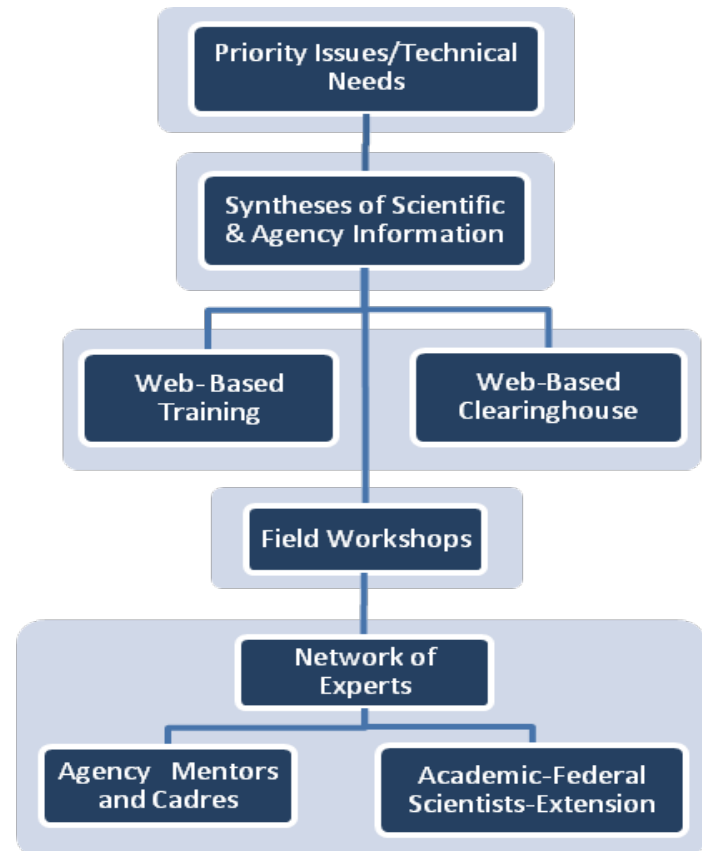 Priority Issues/Technical
Needs
Syntheses of Scientific
& Agency Information
Web-Based
Training
Web-Based
Clearinghouse
Field Workshops
Network of
Experts
Agency Mentors
and Cadres
Academic-Federal
Scientists-Extension